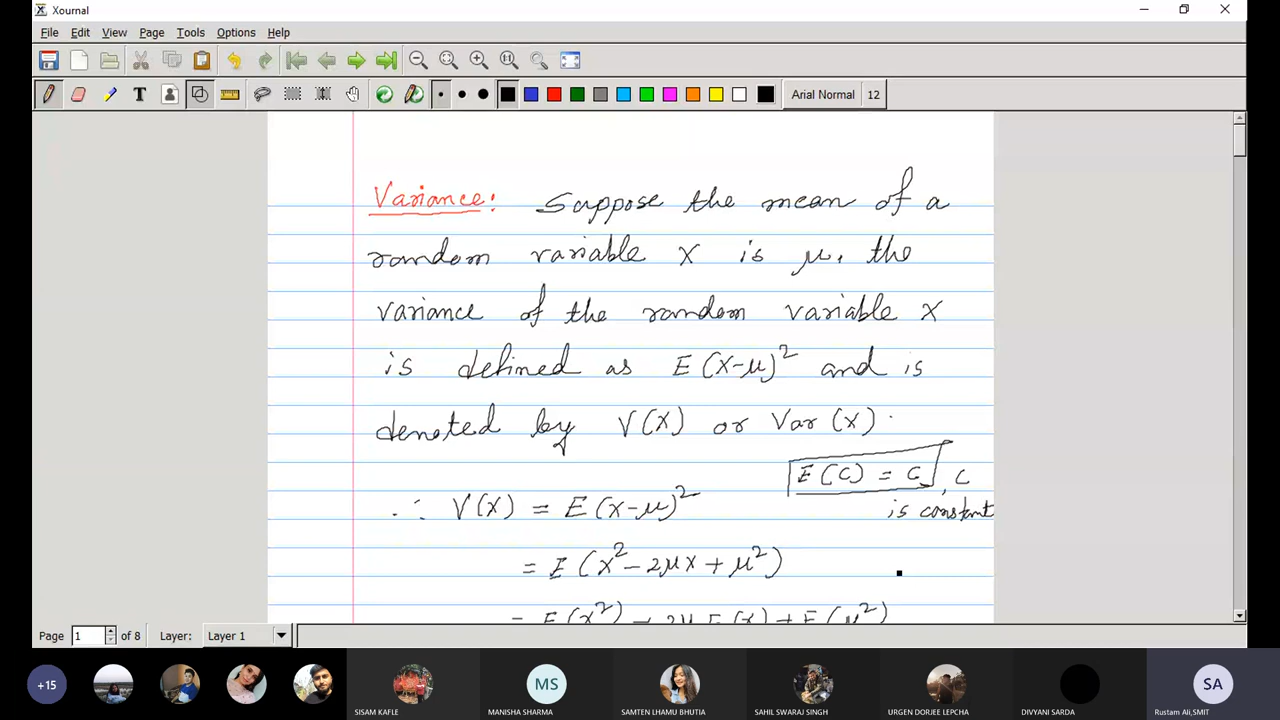 Xournal
File Edit View Page Tools Options Help
Arial Normal 12
Variance: Suppose the mean of a
random variable X is μ, the
variance of the random variable X
is defined as E(X-μ)²  and is
denoted by V(X) or Var(X).
E(C) = C, C
is constant
∴ V(X) = E(X-μ)²
= E(X² - 2μX + μ²)
= E(X²) - 2μ E(X) + E(μ²)
Page 1 of 8 Layer: Layer 1
+15
MS
SA
SISAM KAFLE
MANISHA SHARMA
SAMTEN LHAMU BHUTIA
SAHIL SWARAJ SINGH
URGEN DORJEE LEPCHA
DIVYANI SARDA
Rustam Ali,SMIT